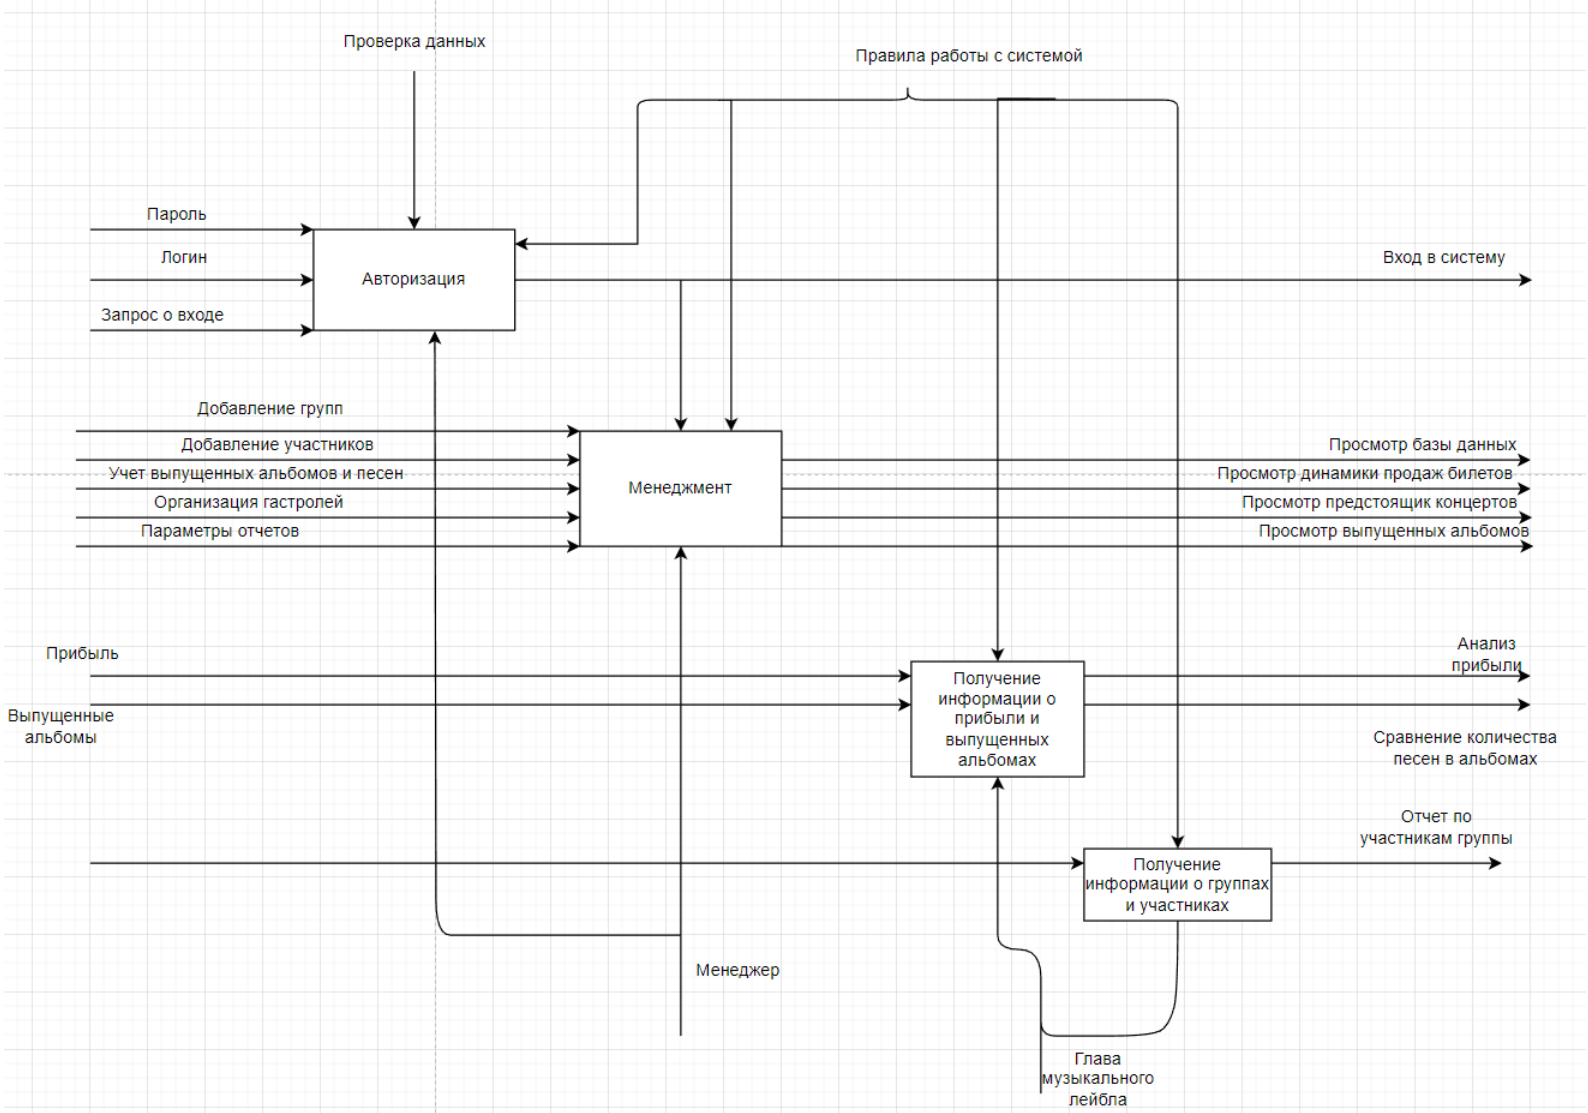 Проверка данных
Правила работы с системой
Пароль
Логин
Запрос о входе
Авторизация
Вход в систему
Добавление групп
Добавление участников
Учет выпущенных альбомов и песен
Организация гастролей
Параметры отчетов
Менеджмент
Просмотр базы данных
Просмотр динамики продаж билетов
Просмотр предстоящик концертов
Просмотр выпущенных альбомов
Прибыль
Выпущенные
альбомы
Получение
информации о
прибыли и
выпущенных
альбомах
Анализ
прибыли
Сравнение количества
песен в альбомах
Отчет по
участникам группы
Получение
информации о группах
и участниках
Менеджер
Глава
музыкального
лейбла